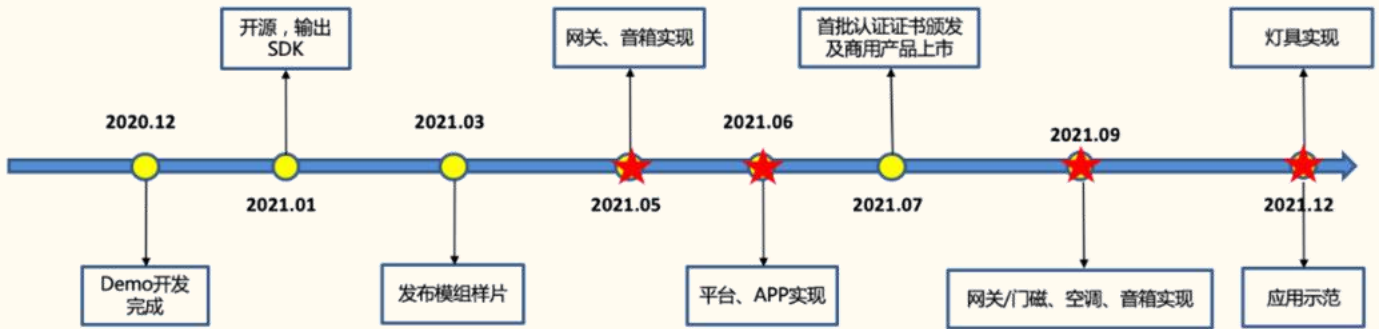 开源，输出
SDK
网关、音箱实现
首批认证证书颁发
及商用产品上市
灯具实现
2020.12
2021.03
2021.06
2021.09
2021.01
2021.05
2021.07
2021.12
Demo开发
完成
发布模组样片
平台、APP实现
网关/门磁、空调、音箱实现
应用示范